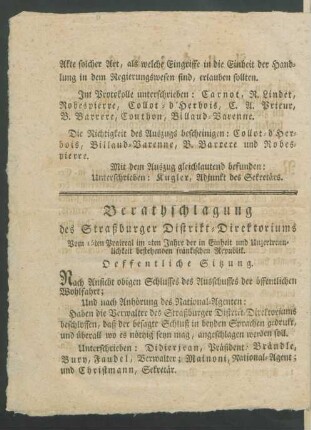 Akte solcher Art, als welche Eingriffe in die Einheit der Hand-
lung in dem Regierungswesen sind, erlauben sollten.
Im Protokolle unterschrieben: Carnot, R. Lindet,
Robespierre, Collot-d'Herbois, C. A. Prieur,
B. Barrere, Couthon, Billaud-Varenne.
Die Richtigkeit des Auszugs bescheinigen: Collot-d'Her-
bois, Billaud-Varenne, B. Barrere und Robes-
pierre.
Mit dem Auszug gleichlautend befunden:
Unterschrieben: Kugler, Adjunkt des Sekretärs.
Berathschlagung
des Straßburger Distrikts-Direktoriums
Vom Prairial im 2ten Jahre der in Einheit und Unzertrenn-
lichkeit bestehenden fränkischen Republik.
Oeffentliche Sitzung.
Nach Ansicht obigen Schlusses des Ausschusses der öffentlichen
Wohlfahrt;
Und nach Anhörung des National-Agenten:
Haben die Verwalter des Straßburger District-Direktoriums
beschlossen, daß der besagte Schluß in beyden Sprachen gedruckt,
und überall wo es nöthig seyn mag, angeschlagen werden soll.
Unterschrieben: Didierjean, Präsident; Brändle,
Bury, Faudel, Verwalter; Mainoni, National-Agent;
und Christmann, Sekretär.